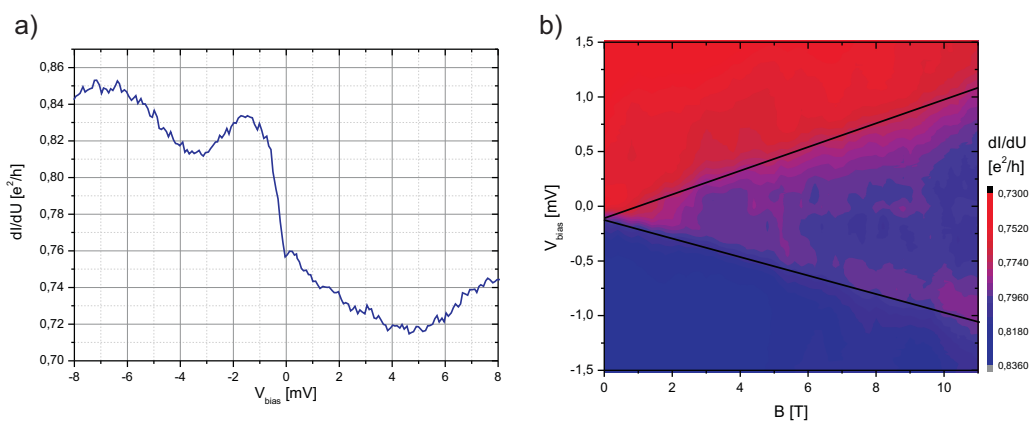 a)
0,86
0,84
0,82
0,80
0,78
0,76
0,74
0,72
0,70
dI/dU [e²/h]
-8 -6 -4 -2 0 2 4 6 8
V_bias [mV]
b)
1,5
1,0
0,5
0,0
-0,5
-1,0
-1,5
V_bias [mV]
0 2 4 6 8 10
B [T]
dI/dU
[e²/h]
0,7300
0,7520
0,7740
0,7960
0,8180
0,8360